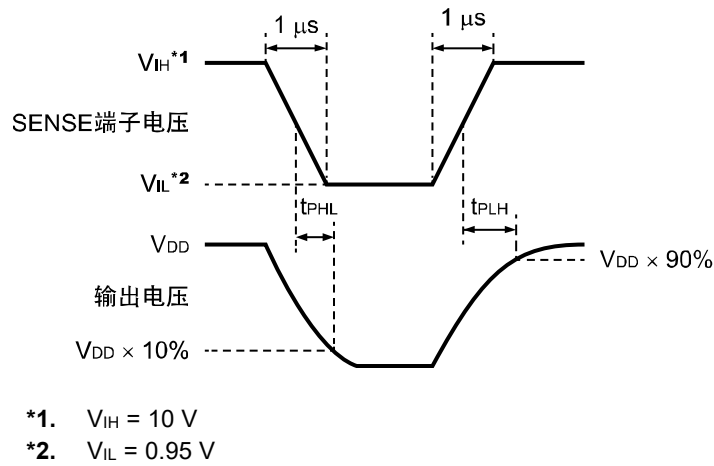 1 μs 1 μs
VIH*1
SENSE端子电压
VIL*2
tPHL tPLH
VDD
VDD × 90%
输出电压
VDD × 10%
*1. VIH = 10 V
*2. VIL = 0.95 V